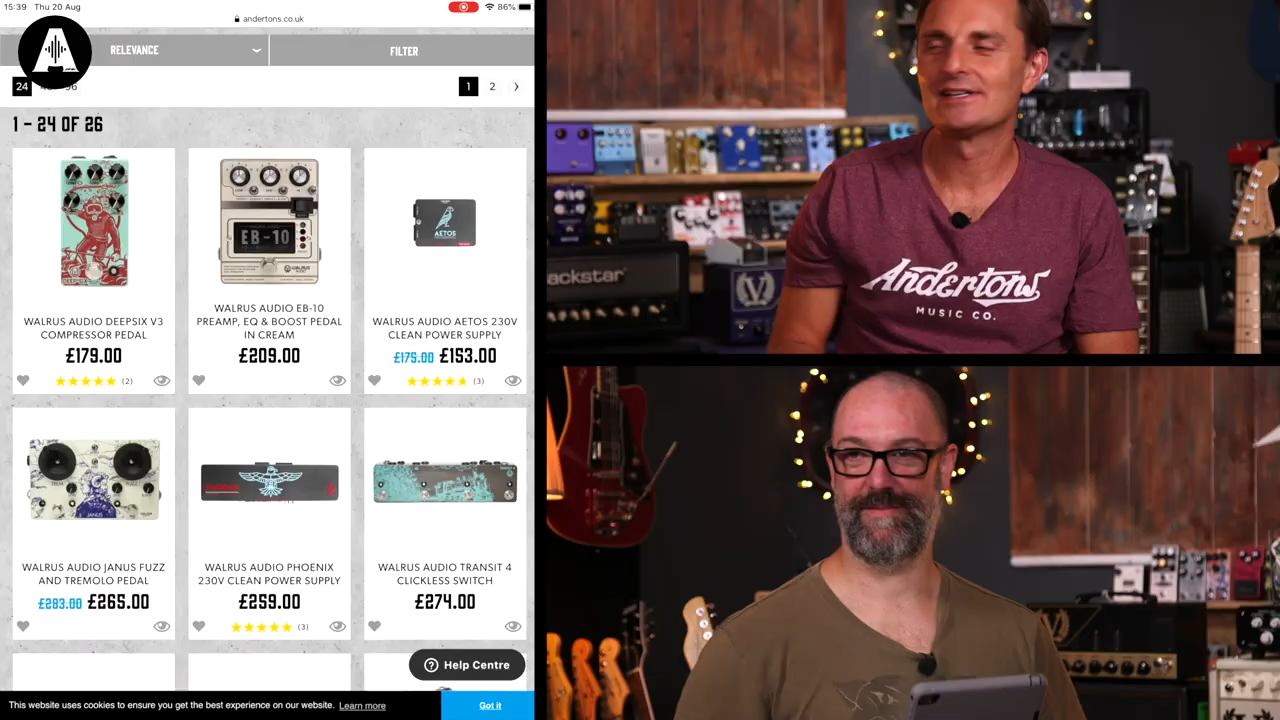 15:39 Thu 20 Aug
86%
andertons.co.uk
A
RELEVANCE
FILTER
24
1 2
1 - 24 OF 26
EB-10
AETOS
WALRUS AUDIO DEEPSIX V3
COMPRESSOR PEDAL
£179.00
(2)
WALRUS AUDIO EB-10
PREAMP, EQ & BOOST PEDAL
IN CREAM
£209.00
WALRUS AUDIO AETOS 230V
CLEAN POWER SUPPLY
£175.00 £153.00
(3)
JANUS
WALRUS AUDIO JANUS FUZZ
AND TREMOLO PEDAL
£283.00 £265.00
WALRUS AUDIO PHOENIX
230V CLEAN POWER SUPPLY
£259.00
(3)
WALRUS AUDIO TRANSIT 4
CLICKLESS SWITCH
£274.00
Help Centre
This website uses cookies to ensure you get the best experience on our website. Learn more
Got it
Andertons
MUSIC CO.
ackstar